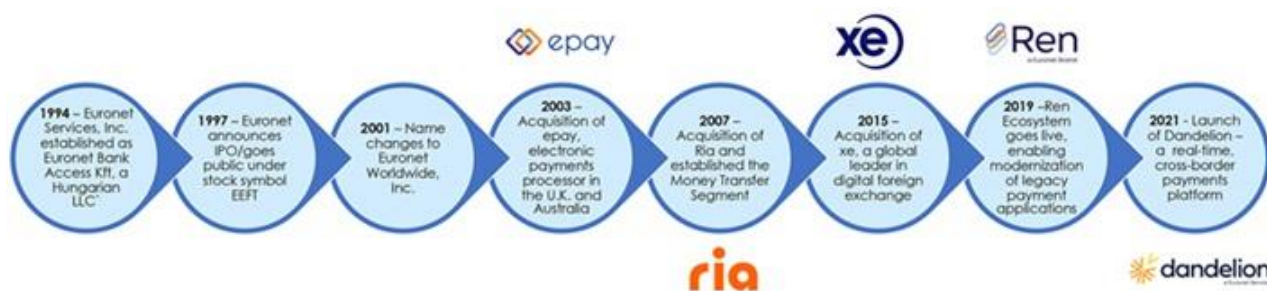 epay
xe
Ren
a Euronet Brand
1994 – Euronet
Services, Inc.
established as
Euronet Bank
Access Kft, a
Hungarian
LLC*
1997 – Euronet
announces
IPO/goes
public under
stock symbol
EEFT
2001 – Name
changes to
Euronet
Worldwide,
Inc.
2003 –
Acquisition of
epay,
electronic
payments
processor in
the U.K. and
Australia
2007 –
Acquisition of
Ria and
established the
Money Transfer
Segment
2015 –
Acquisition of
xe, a global
leader in
digital foreign
exchange
2019 –Ren
Ecosystem
goes live,
enabling
modernization
of legacy
payment
applications
2021 - Launch
of Dandelion –
a real-time,
cross-border
payments
platform
ria
dandelion
a Euronet Service